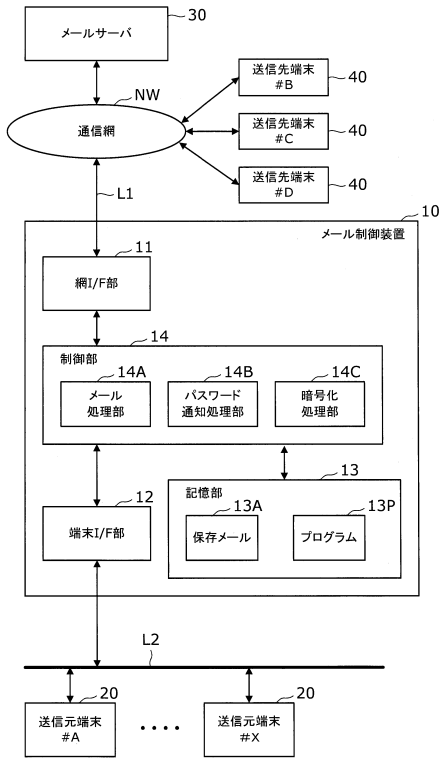 メールサーバ
30
NW
通信網
送信先端末
#B
40
送信先端末
#C
40
送信先端末
#D
40
L1
10
メール制御装置
11
網I/F部
14
制御部
14A
メール
処理部
14B
パスワード
通知処理部
14C
暗号化
処理部
12
端末I/F部
13
記憶部
13A
保存メール
13P
プログラム
L2
20
送信元端末
#A
・・・・
20
送信元端末
#X